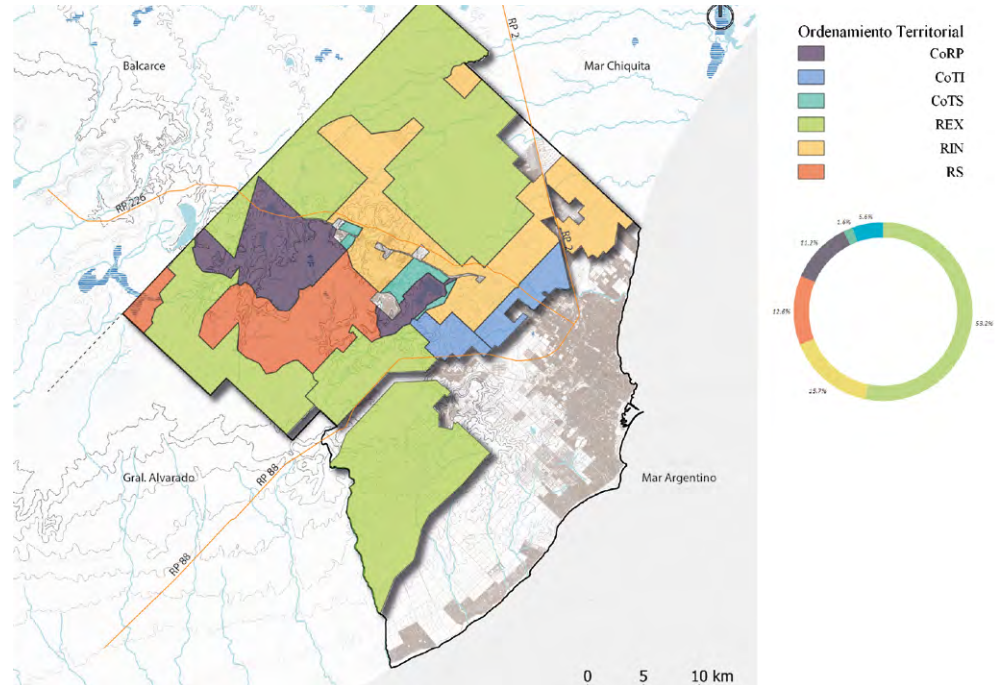 Balcarce
Mar Chiquita
RP 2
RP 226
RP 2
Gral. Alvarado
Mar Argentino
RP 88
RP 88
0 5 10 km
Ordenamiento Territorial
CoRP
CoTI
CoTS
REX
RIN
RS
1.6%
5.6%
11.2%
12.6%
53.2%
15.7%